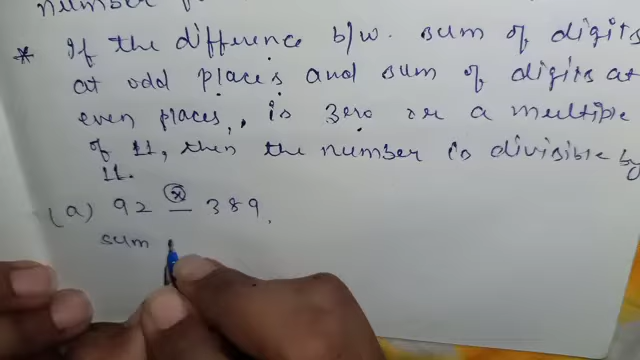 number
* If the difference b/w. sum of digits
at odd places and sum of digits at
even places, is zero or a multiple
of 11, then the number is divisible by
11.
(a) 92 _ 389.
x
sum